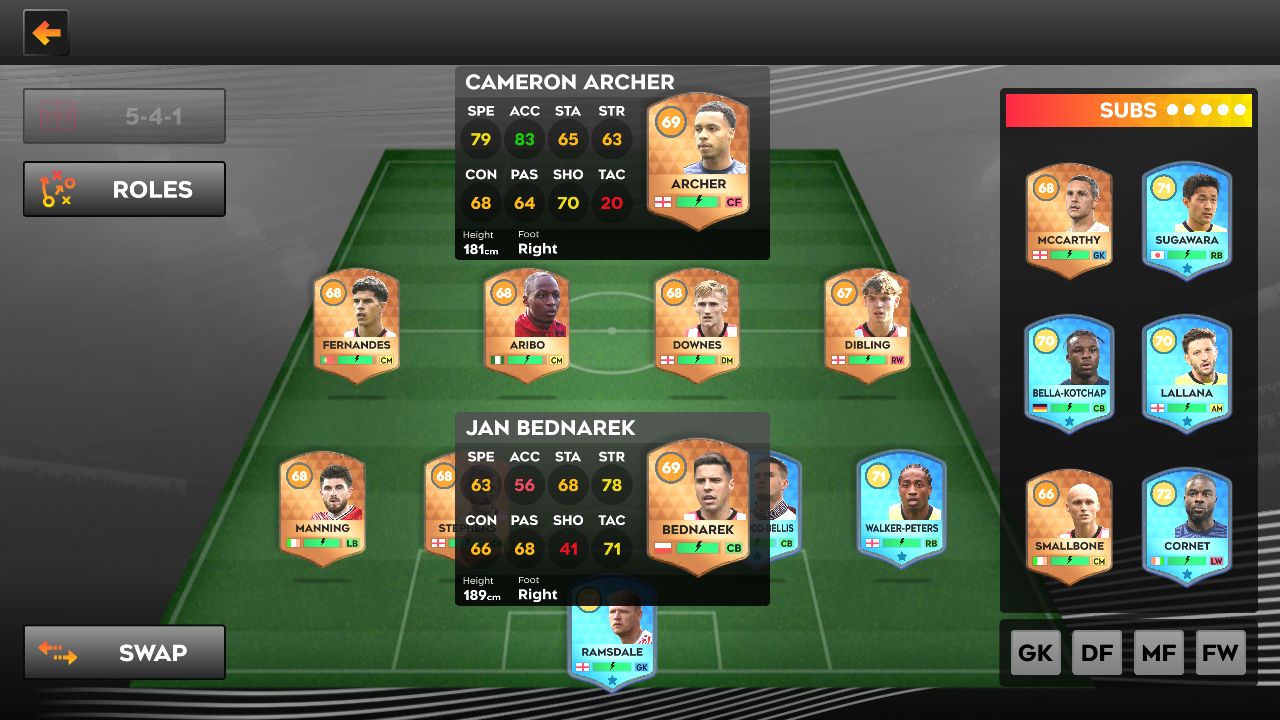 5-4-1
ROLES
SWAP
CAMERON ARCHER
SPE ACC STA STR
79 83 65 63
CON PAS SHO TAC
68 64 70 20
Height Foot
181cm Right
69
ARCHER
CF
68
FERNANDES
CM
68
ARIBO
CM
68
DOWNES
DM
67
DIBLING
RW
JAN BEDNAREK
SPE ACC STA STR
63 56 68 78
CON PAS SHO TAC
66 68 41 71
Height Foot
189cm Right
69
BEDNAREK
CB
68
MANNING
LB
68
OD-BELLIS
CB
71
WALKER-PETERS
RB
RAMSDALE
GK
SUBS
68
MCCARTHY
GK
71
SUGAWARA
RB
70
BELLA-KOTCHAP
CB
70
LALLANA
AM
66
SMALLBONE
CM
72
CORNET
LW
GK DF MF FW